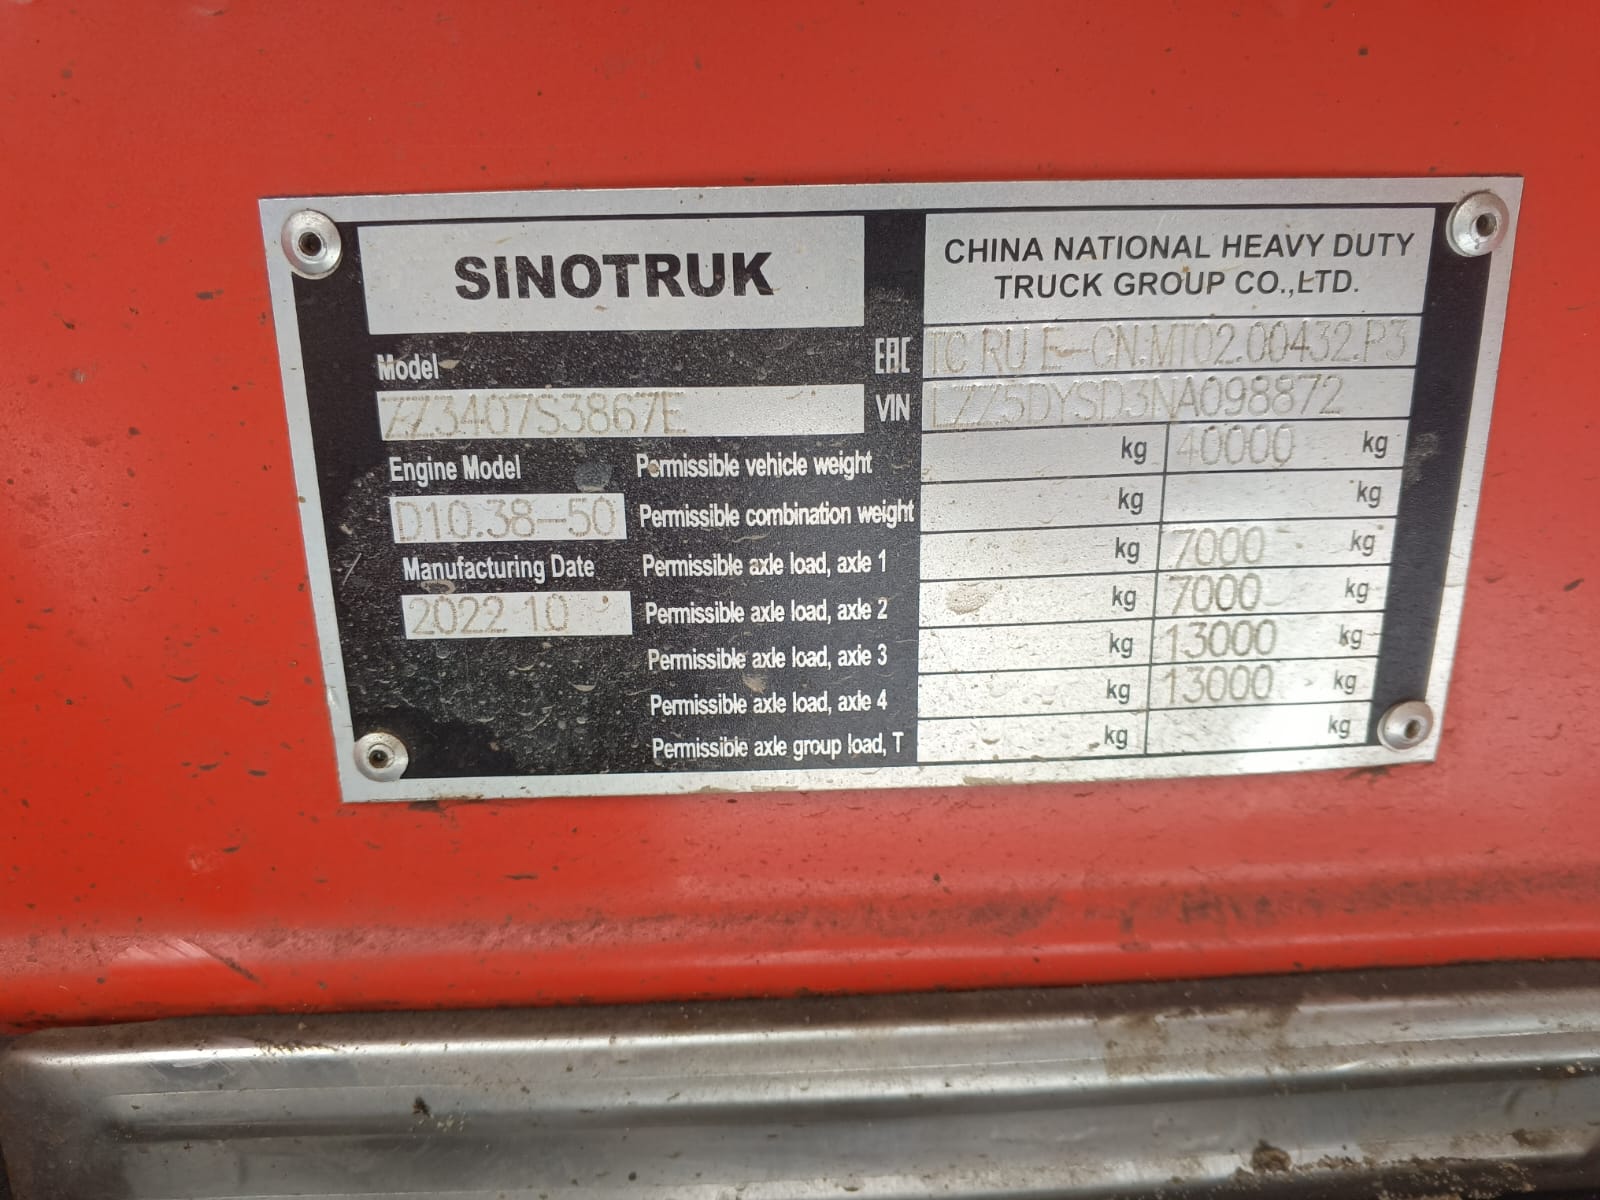 SINOTRUK
CHINA NATIONAL HEAVY DUTY
TRUCK GROUP CO.,LTD.
EAC TC RU E-CN.MT02.00432.P3
Model
ZZ3407S3867E
VIN LZZ5DYSD3NA098872
Engine Model
D10.38-50
Manufacturing Date
2022 10
Permissible vehicle weight kg 40000 kg
Permissible combination weight kg kg
Permissible axle load, axle 1 kg 7000 kg
Permissible axle load, axle 2 kg 7000 kg
Permissible axle load, axle 3 kg 13000 kg
Permissible axle load, axle 4 kg 13000 kg
Permissible axle group load, T kg kg